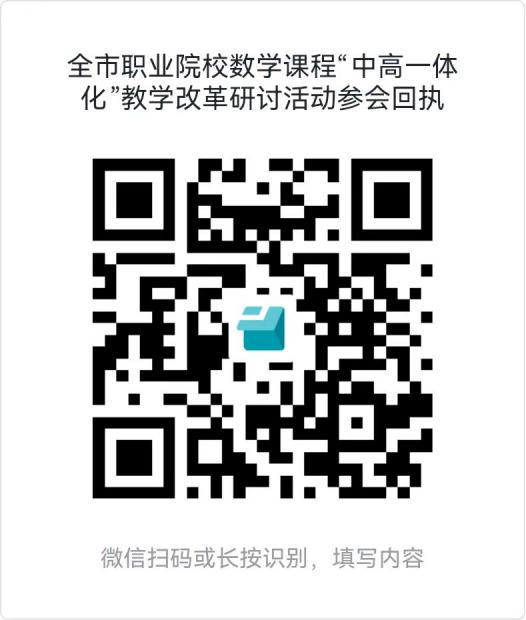 全市职业院校数学课程“中高一体
化”教学改革研讨活动参会回执
微信扫码或长按识别，填写内容